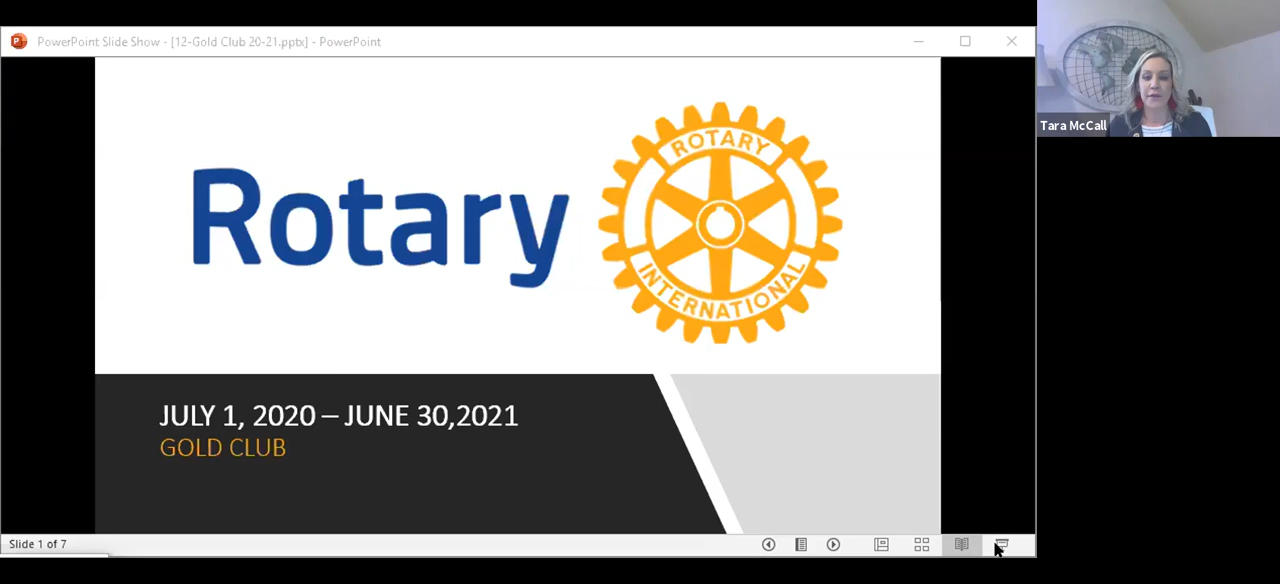 PowerPoint Slide Show - [12-Gold Club 20-21.pptx] - PowerPoint
Tara McCall
Rotary
ROTARY
INTERNATIONAL
JULY 1, 2020 – JUNE 30,2021
GOLD CLUB
Slide 1 of 7